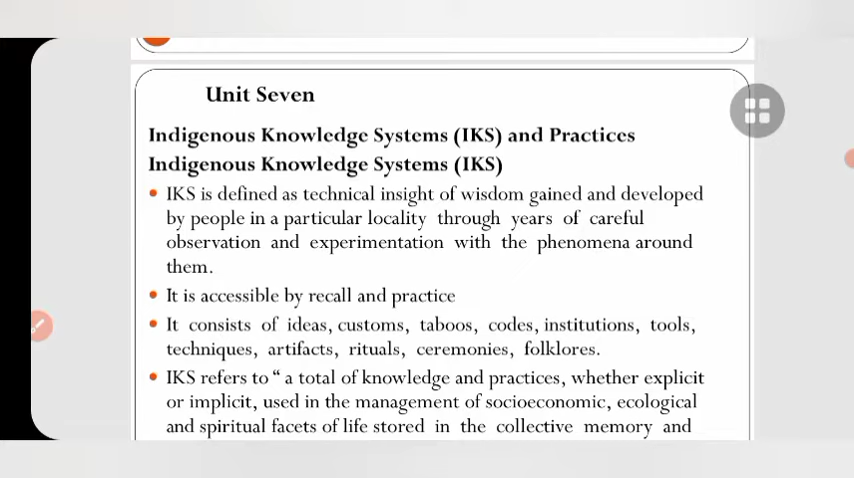 Unit Seven
Indigenous Knowledge Systems (IKS) and Practices
Indigenous Knowledge Systems (IKS)
• IKS is defined as technical insight of wisdom gained and developed
by people in a particular locality through years of careful
observation and experimentation with the phenomena around
them.
• It is accessible by recall and practice
• It consists of ideas, customs, taboos, codes, institutions, tools,
techniques, artifacts, rituals, ceremonies, folklores.
• IKS refers to “ a total of knowledge and practices, whether explicit
or implicit, used in the management of socioeconomic, ecological
and spiritual facets of life stored in the collective memory and